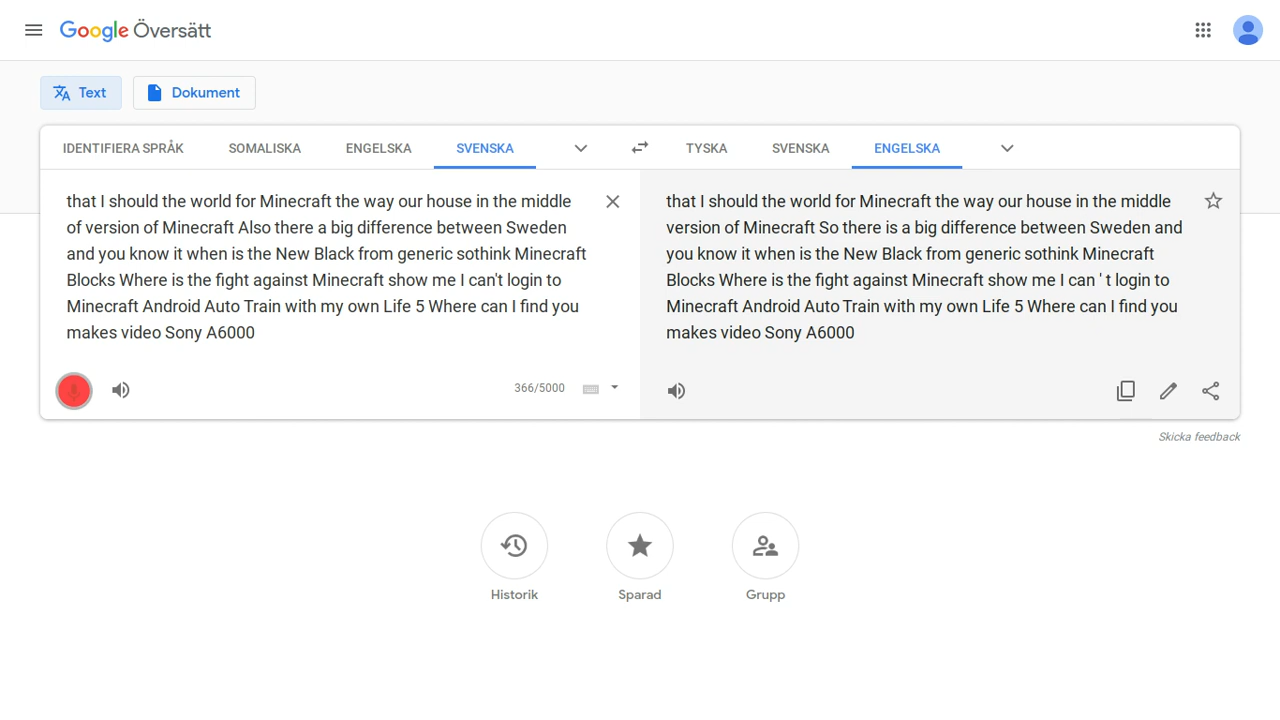 Google Översätt
Text
Dokument
IDENTIFIERA SPRÅK
SOMALISKA
ENGELSKA
SVENSKA
TYSKA
SVENSKA
ENGELSKA
that I should the world for Minecraft the way our house in the middle
of version of Minecraft Also there a big difference between Sweden
and you know it when is the New Black from generic sothink Minecraft
Blocks Where is the fight against Minecraft show me I can't login to
Minecraft Android Auto Train with my own Life 5 Where can I find you
makes video Sony A6000
366/5000
that I should the world for Minecraft the way our house in the middle
version of Minecraft So there is a big difference between Sweden and
you know it when is the New Black from generic sothink Minecraft
Blocks Where is the fight against Minecraft show me I can ' t login to
Minecraft Android Auto Train with my own Life 5 Where can I find you
makes video Sony A6000
Skicka feedback
Historik
Sparad
Grupp